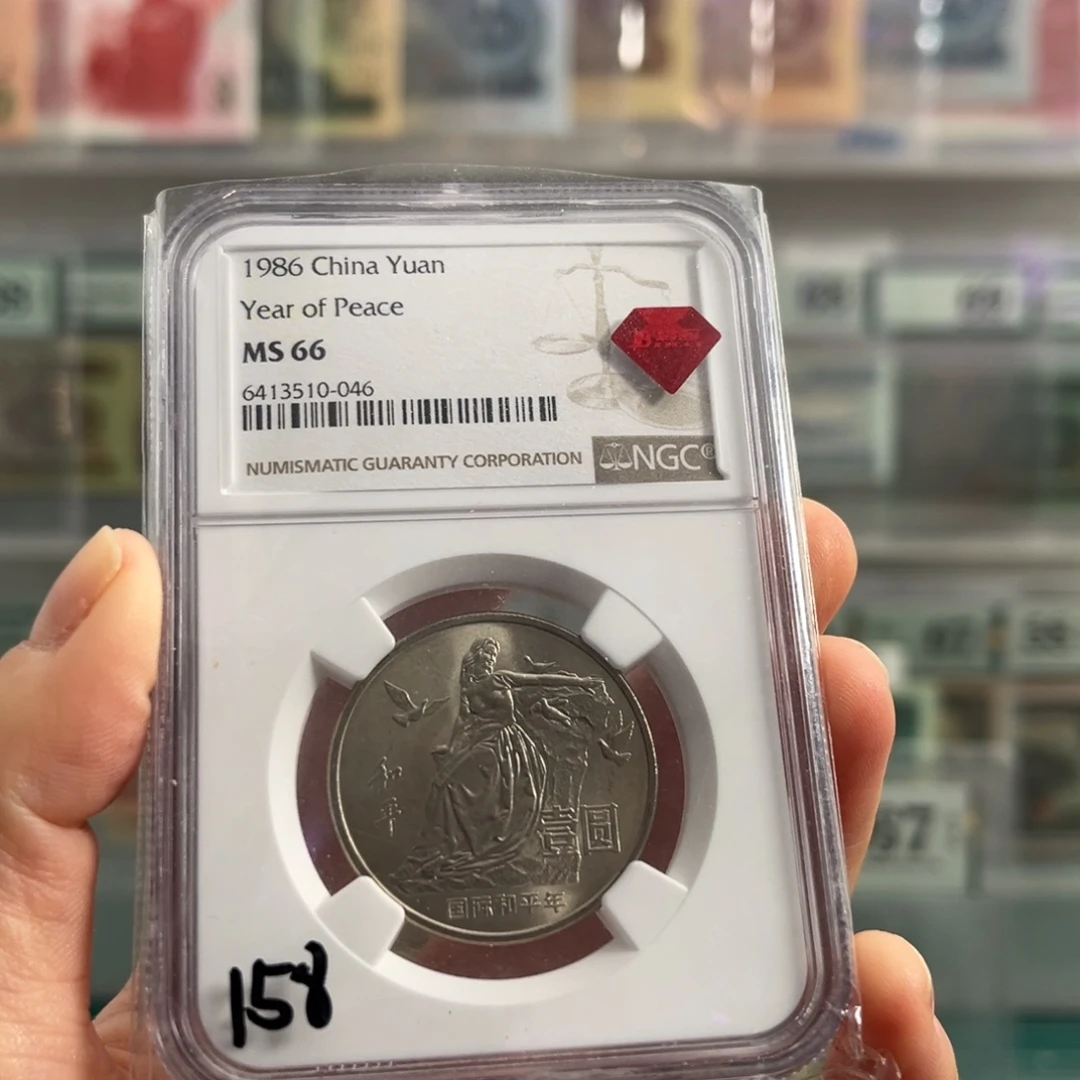 1986 China Yuan
Year of Peace
MS 66
6413510-046
NUMISMATIC GUARANTY CORPORATION
NGC®
和平
壹圆
国际和平年
158
67